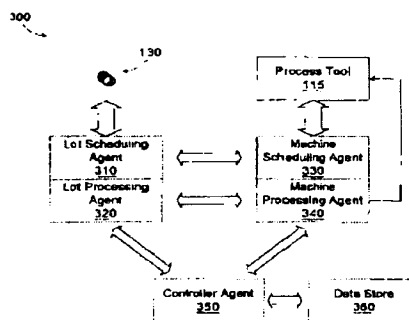 300
130
Process Tool
115
Lot Scheduling
Agent
310
Lot Processing
Agent
320
Machine
Scheduling Agent
330
Machine
Processing Agent
340
Controller Agent
350
Data Store
360